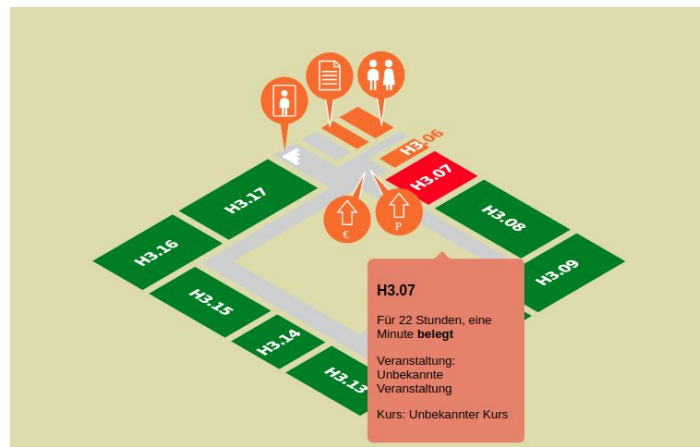 H3.06
H3.07
H3.17
H3.08
€
P
H3.16
H3.09
H3.15
H3.14
H3.13
H3.07
Für 22 Stunden, eine
Minute belegt
Veranstaltung:
Unbekannte
Veranstaltung
Kurs: Unbekannter Kurs